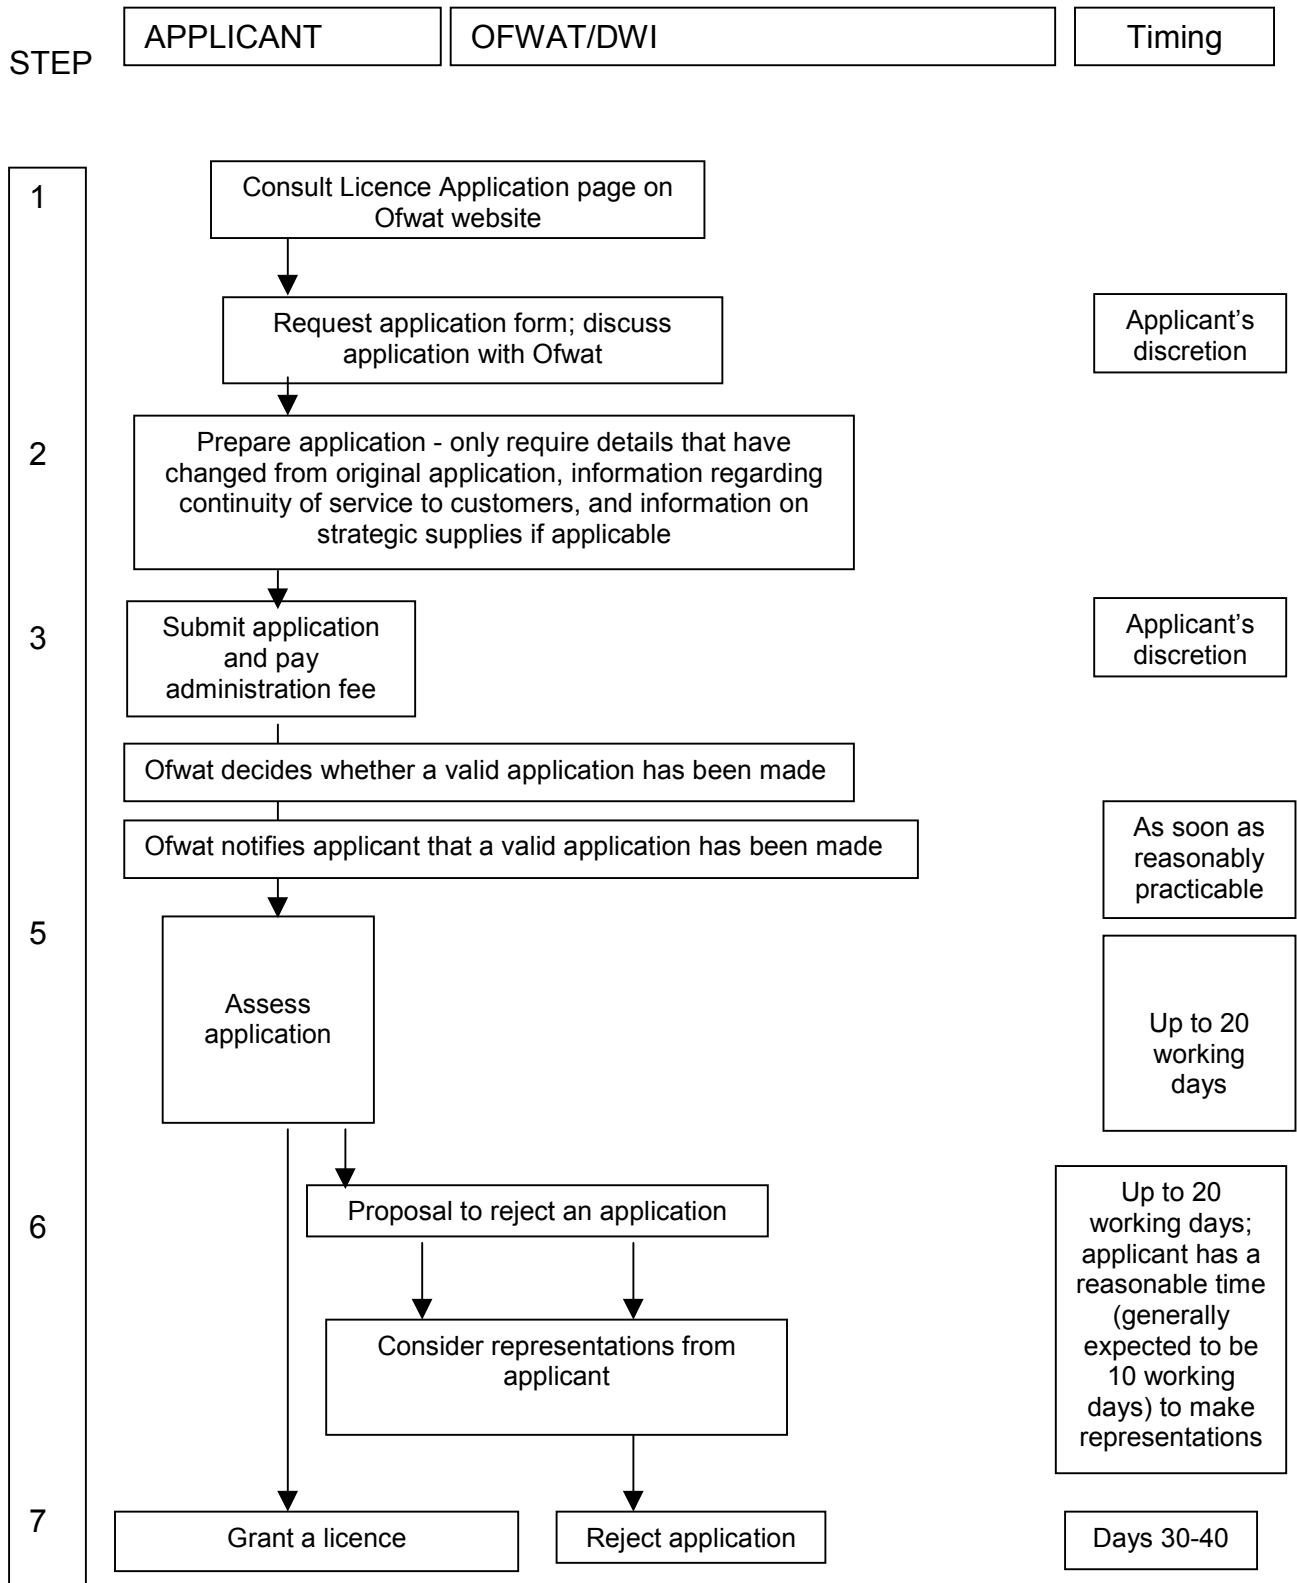 STEP
APPLICANT
OFWAT/DWI
Timing
1
Consult Licence Application page on
Ofwat website
Request application form; discuss
application with Ofwat
Applicant's
discretion
2
Prepare application - only require details that have
changed from original application, information regarding
continuity of service to customers, and information on
strategic supplies if applicable
3
Submit application
and pay
administration fee
Applicant's
discretion
Ofwat decides whether a valid application has been made
Ofwat notifies applicant that a valid application has been made
As soon as
reasonably
practicable
5
Assess
application
Up to 20
working
days
6
Proposal to reject an application
Consider representations from
applicant
Up to 20
working days;
applicant has a
reasonable time
(generally
expected to be
10 working
days) to make
representations
7
Grant a licence
Reject application
Days 30-40